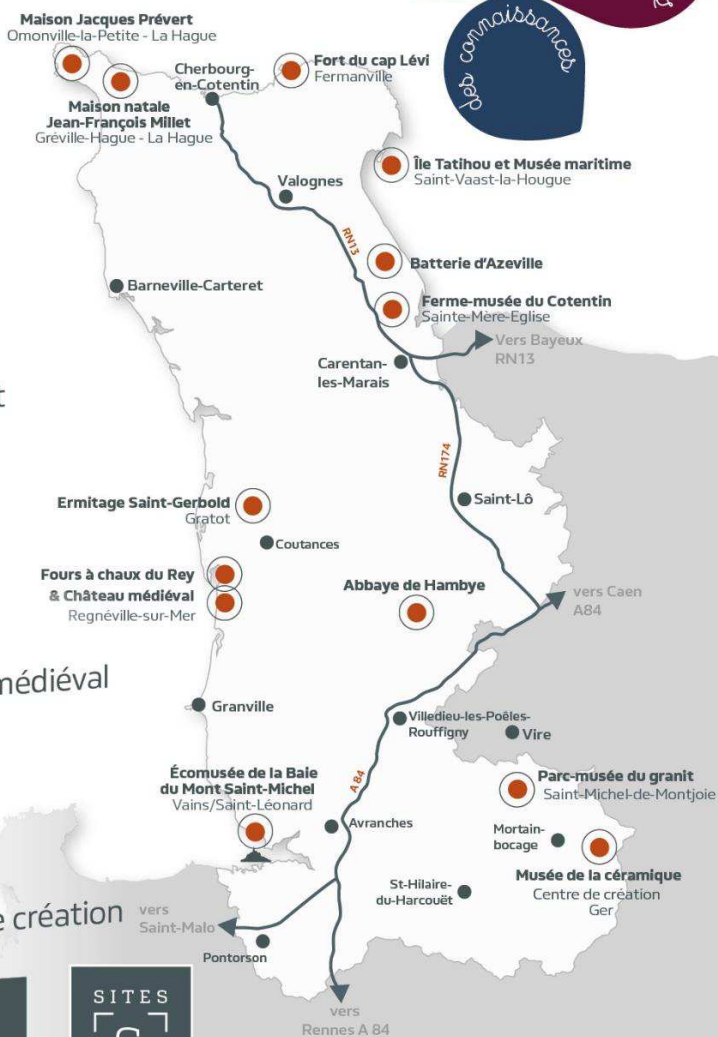 Maison Jacques Prévert
Omonville-la-Petite - La Hague
Cherbourg-
en-Cotentin
Fort du cap Lévi
Fermanville
des connaissances
Maison natale
Jean-François Millet
Gréville-Hague - La Hague
Île Tatihou et Musée maritime
Saint-Vaast-la-Hougue
Valognes
RN13
Batterie d'Azeville
Barneville-Carteret
Ferme-musée du Cotentin
Sainte-Mère-Eglise
Vers Bayeux
RN13
Carentan-
les-Marais
RN174
Ermitage Saint-Gerbold
Gratot
Saint-Lô
Coutances
Fours à chaux du Rey
& Château médiéval
Regnéville-sur-Mer
Abbaye de Hambye
vers Caen
A84
médiéval
Granville
Villedieu-les-Poêles-
Rouffigny
Vire
Écomusée de la Baie
du Mont Saint-Michel
Vains/Saint-Léonard
A 84
Parc-musée du granit
Saint-Michel-de-Montjoie
Avranches
Mortain-
bocage
Musée de la céramique
Centre de création
Ger
St-Hilaire-
du-Harcouët
e création
vers
Saint-Malo
Pontorson
SITES
vers
Rennes A 84